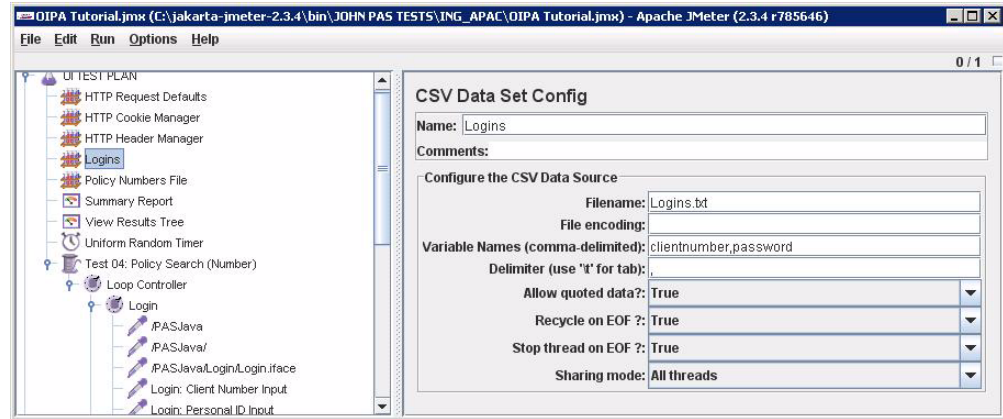 OIPA Tutorial.jmx (C:\jakarta-jmeter-2.3.4\bin\JOHN PAS TESTS\ING_APAC\OIPA Tutorial.jmx) - Apache JMeter (2.3.4 r785646)
File Edit Run Options Help
0 / 1
UI TEST PLAN
HTTP Request Defaults
HTTP Cookie Manager
HTTP Header Manager
Logins
Policy Numbers File
Summary Report
View Results Tree
Uniform Random Timer
Test 04: Policy Search (Number)
Loop Controller
Login
/PASJava
/PASJava/
/PASJava/Login/Login.iface
Login: Client Number Input
Login: Personal ID Input
CSV Data Set Config
Name: Logins
Comments:
Configure the CSV Data Source
Filename: Logins.txt
File encoding:
Variable Names (comma-delimited): clientnumber,password
Delimiter (use '\t' for tab): ,
Allow quoted data?: True
Recycle on EOF ?: True
Stop thread on EOF ?: True
Sharing mode: All threads